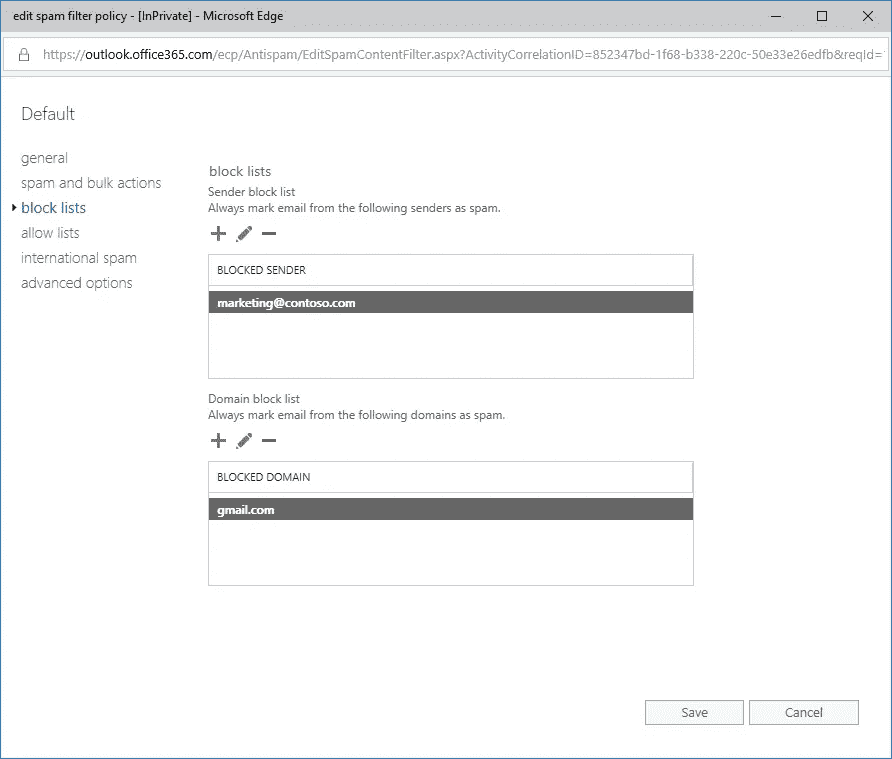 edit spam filter policy - [InPrivate] - Microsoft Edge
https://outlook.office365.com/ecp/Antispam/EditSpamContentFilter.aspx?ActivityCorrelationID=852347bd-1f68-b338-220c-50e33e26edfb&reqId=
Default
general
spam and bulk actions
block lists
allow lists
international spam
advanced options
block lists
Sender block list
Always mark email from the following senders as spam.
BLOCKED SENDER
marketing@contoso.com
Domain block list
Always mark email from the following domains as spam.
BLOCKED DOMAIN
gmail.com
Save
Cancel